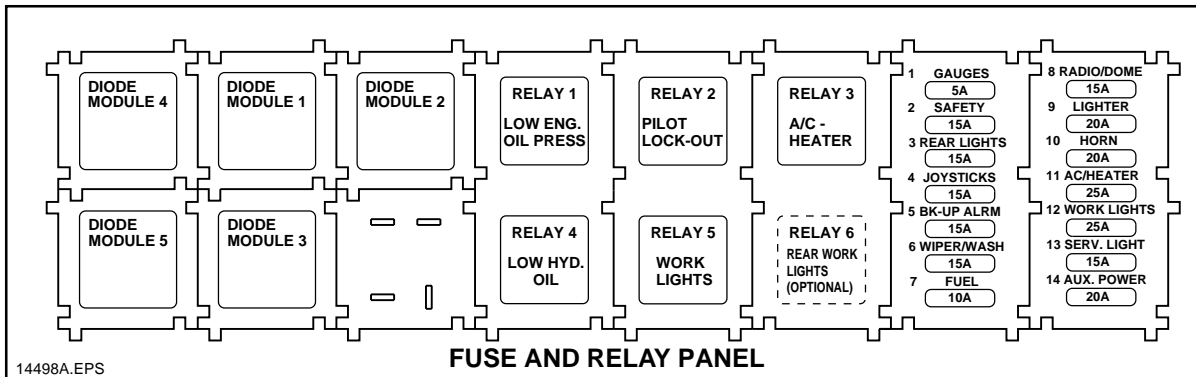 DIODE
MODULE 4
DIODE
MODULE 1
DIODE
MODULE 2
RELAY 1
LOW ENG.
OIL PRESS
RELAY 2
PILOT
LOCK-OUT
RELAY 3
A/C -
HEATER
DIODE
MODULE 5
DIODE
MODULE 3
RELAY 4
LOW HYD.
OIL
RELAY 5
WORK
LIGHTS
RELAY 6
REAR WORK
LIGHTS
(OPTIONAL)
1 GAUGES
5A
2 SAFETY
15A
3 REAR LIGHTS
15A
4 JOYSTICKS
15A
5 BK-UP ALRM
15A
6 WIPER/WASH
15A
7 FUEL
10A
8 RADIO/DOME
15A
9 LIGHTER
20A
10 HORN
20A
11 AC/HEATER
25A
12 WORK LIGHTS
25A
13 SERV. LIGHT
15A
14 AUX. POWER
20A
FUSE AND RELAY PANEL
14498A.EPS